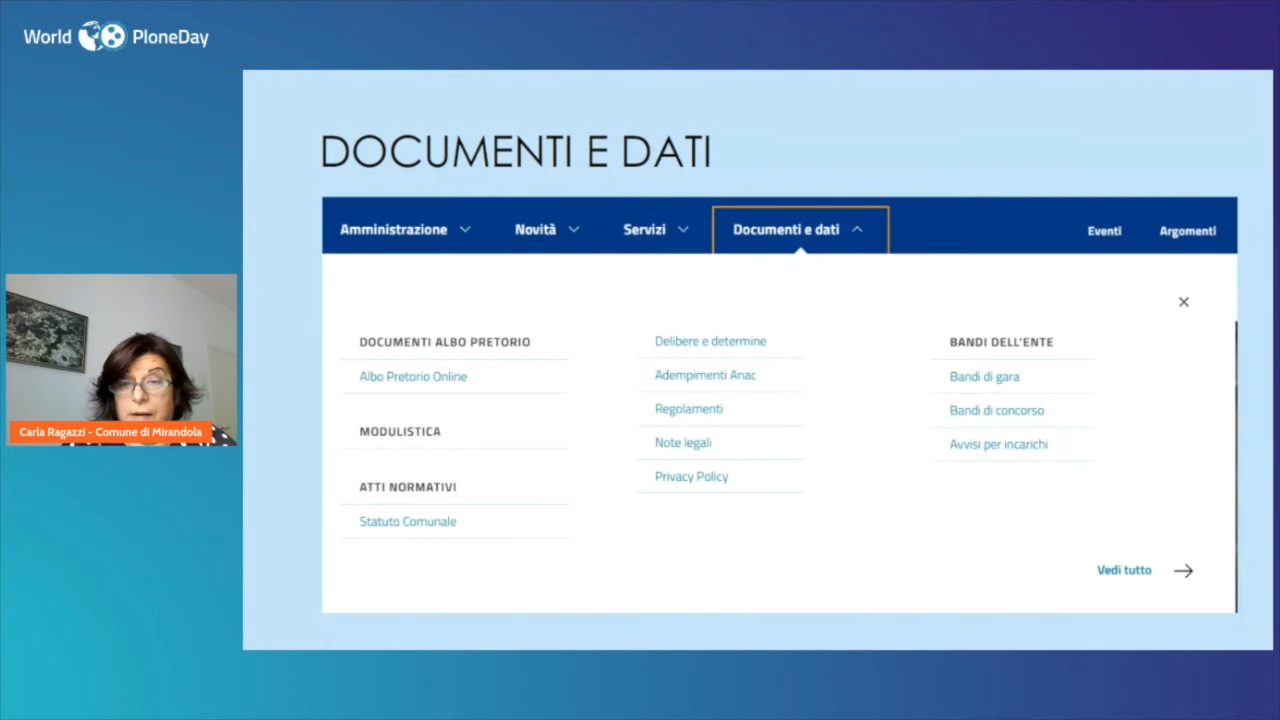 World PloneDay
DOCUMENTI E DATI
Amministrazione Novità Servizi Documenti e dati Eventi Argomenti
DOCUMENTI ALBO PRETORIO
Albo Pretorio Online
MODULISTICA
ATTI NORMATIVI
Statuto Comunale
Delibere e determine
Adempimenti Anac
Regolamenti
Note legali
Privacy Policy
BANDI DELL'ENTE
Bandi di gara
Bandi di concorso
Avvisi per incarichi
Vedi tutto
Carla Ragazzi - Comune di Mirandola